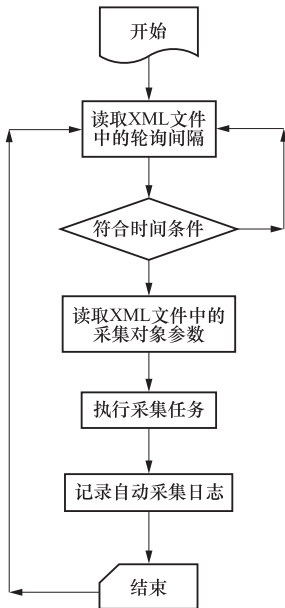 开始
读取XML文件
中的轮询间隔
符合时间条件
读取XML文件中的
采集对象参数
执行采集任务
记录自动采集日志
结束